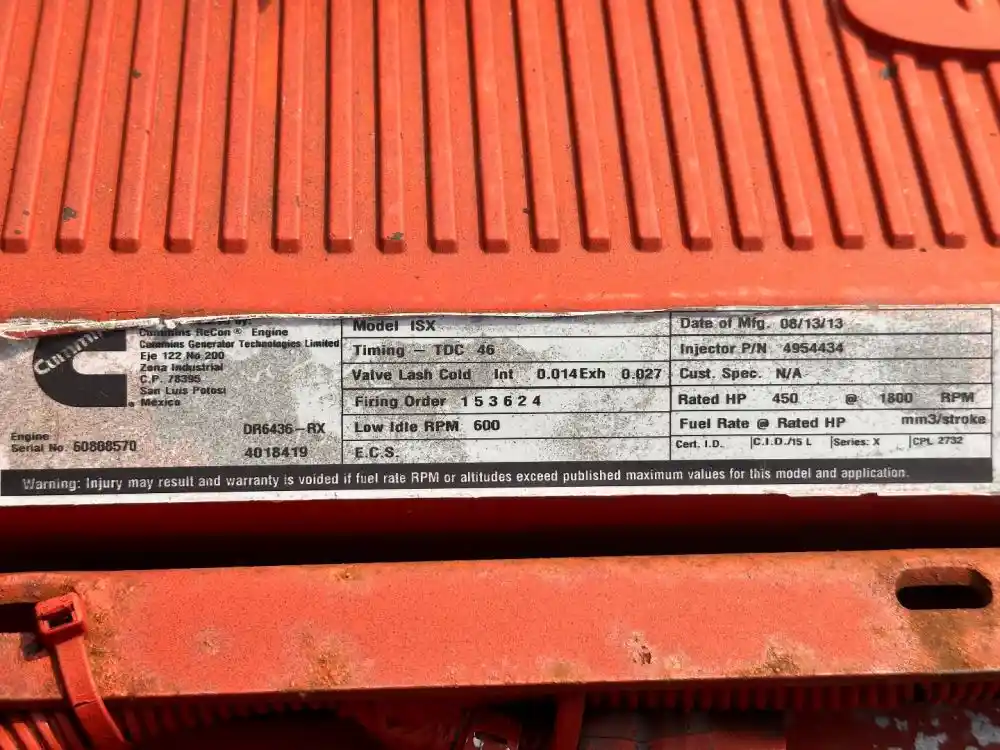 Cummins
Cummins ReCon® Engine
Cummins Generator Technologies Limited
Eje 122 No 200
Zona Industrial
C.P. 78395
San Luis Potosi
Mexico
DR6436-RX
Engine
Serial No. 60808570
4018419
Model ISX
Timing – TDC 46
Valve Lash Cold Int 0.014 Exh 0.027
Firing Order 1 5 3 6 2 4
Low Idle RPM 600
E.C.S.
Date of Mfg. 08/13/13
Injector P/N 4954434
Cust. Spec. N/A
Rated HP 450 @ 1800 RPM
Fuel Rate @ Rated HP mm3/stroke
Cert. I.D. C.I.D./15 L Series: X CPL 2732
Warning: Injury may result and warranty is voided if fuel rate RPM or altitudes exceed published maximum values for this model and application.